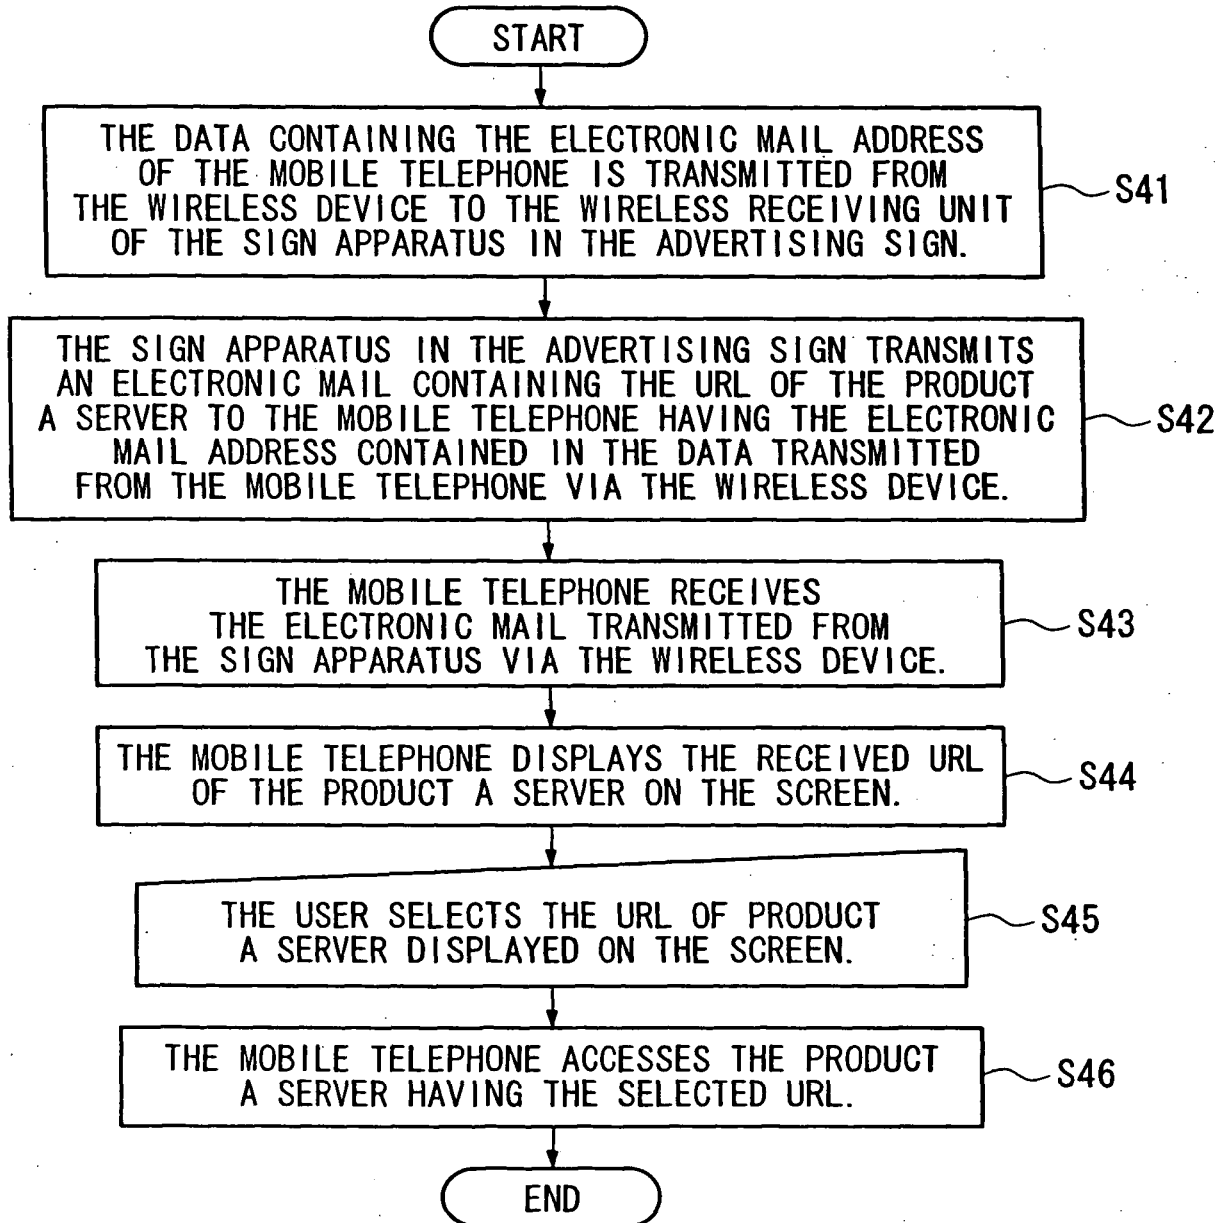 START
THE DATA CONTAINING THE ELECTRONIC MAIL ADDRESS
OF THE MOBILE TELEPHONE IS TRANSMITTED FROM
THE WIRELESS DEVICE TO THE WIRELESS RECEIVING UNIT
OF THE SIGN APPARATUS IN THE ADVERTISING SIGN.
S41
THE SIGN APPARATUS IN THE ADVERTISING SIGN TRANSMITS
AN ELECTRONIC MAIL CONTAINING THE URL OF THE PRODUCT
A SERVER TO THE MOBILE TELEPHONE HAVING THE ELECTRONIC
MAIL ADDRESS CONTAINED IN THE DATA TRANSMITTED
FROM THE MOBILE TELEPHONE VIA THE WIRELESS DEVICE.
S42
THE MOBILE TELEPHONE RECEIVES
THE ELECTRONIC MAIL TRANSMITTED FROM
THE SIGN APPARATUS VIA THE WIRELESS DEVICE.
S43
THE MOBILE TELEPHONE DISPLAYS THE RECEIVED URL
OF THE PRODUCT A SERVER ON THE SCREEN.
S44
THE USER SELECTS THE URL OF PRODUCT
A SERVER DISPLAYED ON THE SCREEN.
S45
THE MOBILE TELEPHONE ACCESSES THE PRODUCT
A SERVER HAVING THE SELECTED URL.
S46
END